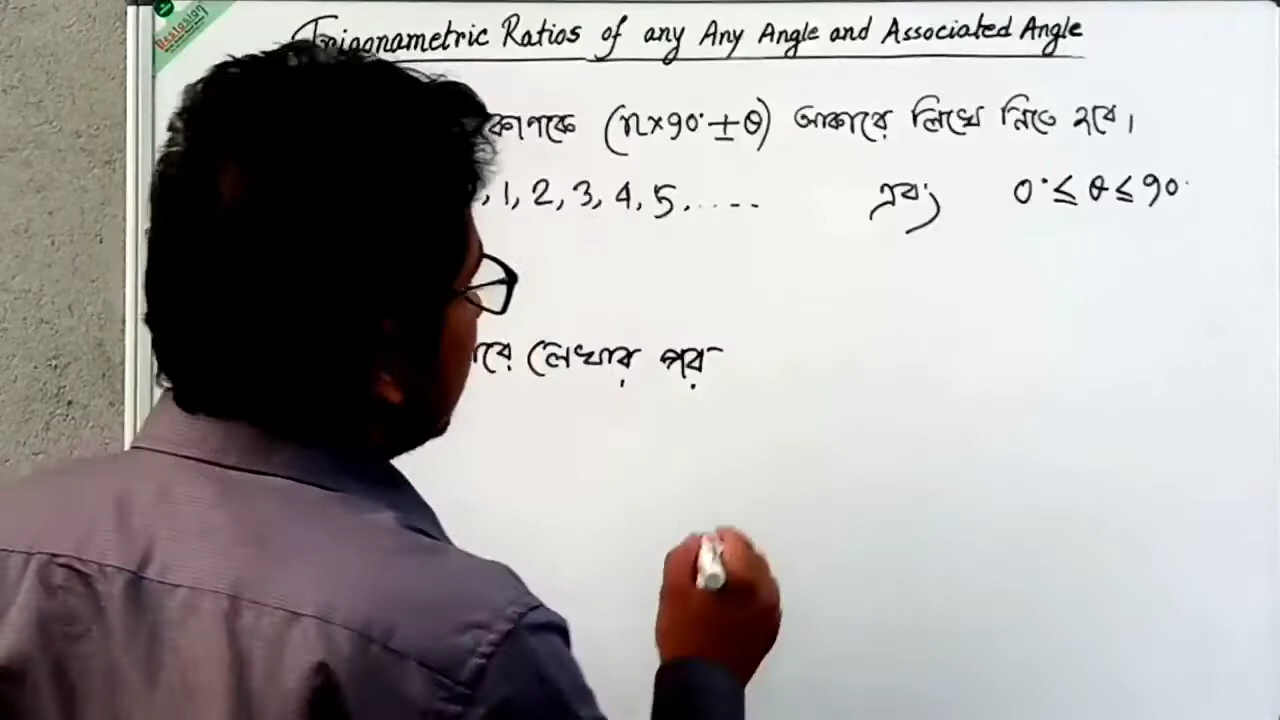 Trigonametric Ratios of any Any Angle and Associated Angle
কোণকে (n×90°±θ) আকারে লিখে নিতে হবে।
, 1, 2, 3, 4, 5, ..... এবং 0° ≤ θ ≤ 90°
লেখার পর